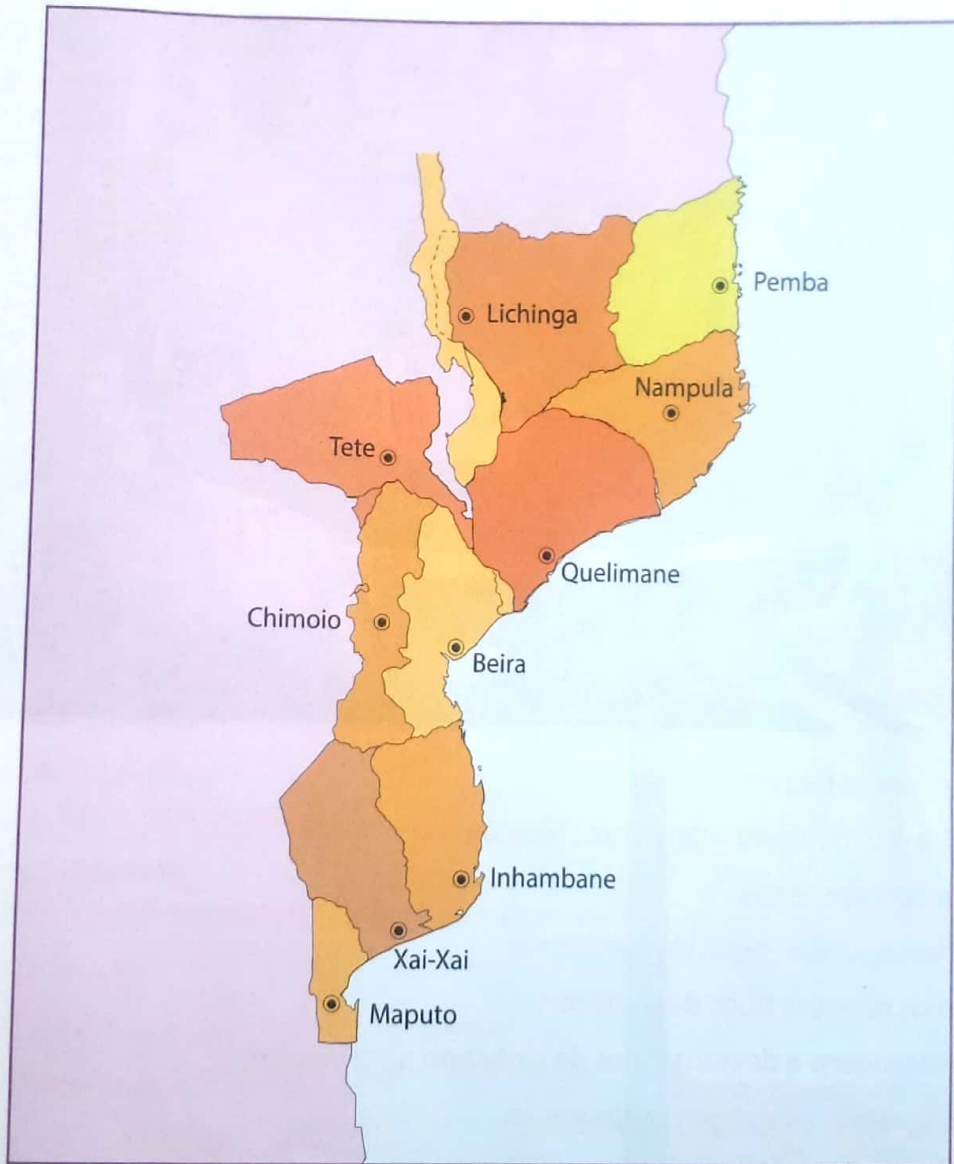 Pemba
Lichinga
Nampula
Tete
Quelimane
Chimoio
Beira
Inhambane
Xai-Xai
Maputo